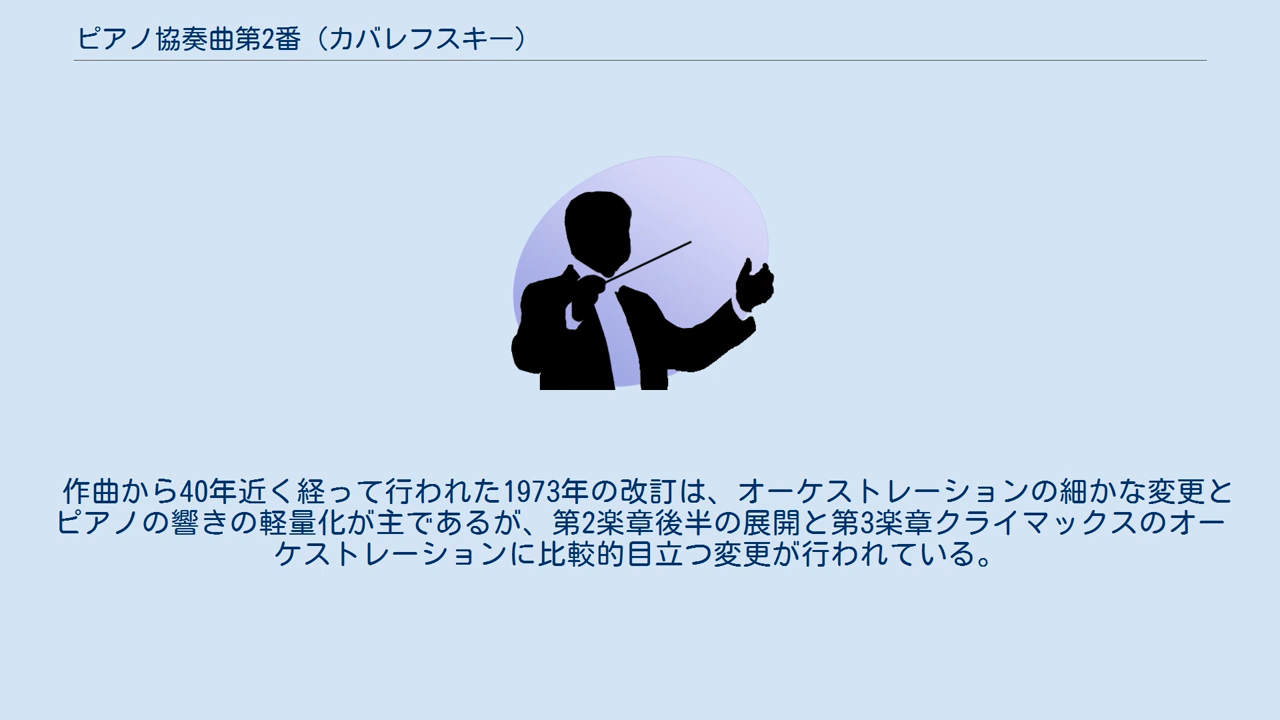 ピアノ協奏曲第2番（カバレフスキー）
作曲から40年近く経って行われた1973年の改訂は、オーケストレーションの細かな変更と
ピアノの響きの軽量化が主であるが、第2楽章後半の展開と第3楽章クライマックスのオー
ケストレーションに比較的目立つ変更が行われている。